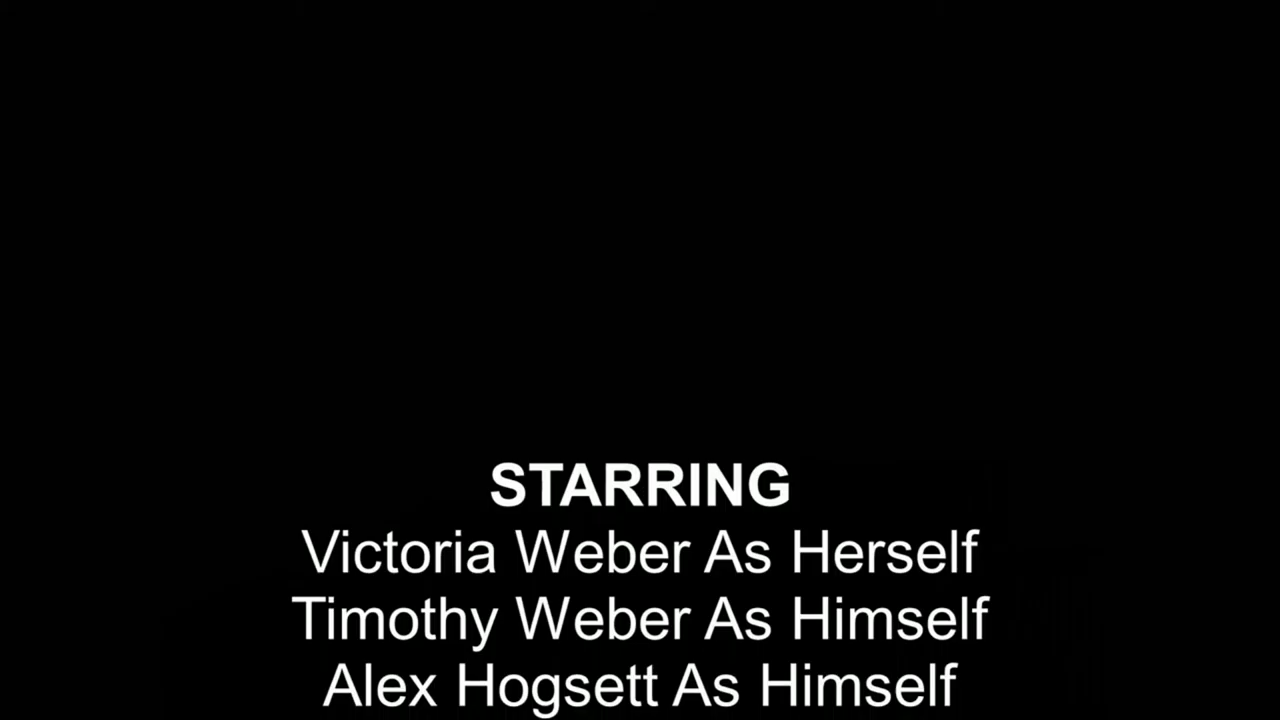 STARRING
Victoria Weber As Herself
Timothy Weber As Himself
Alex Hogsett As Himself